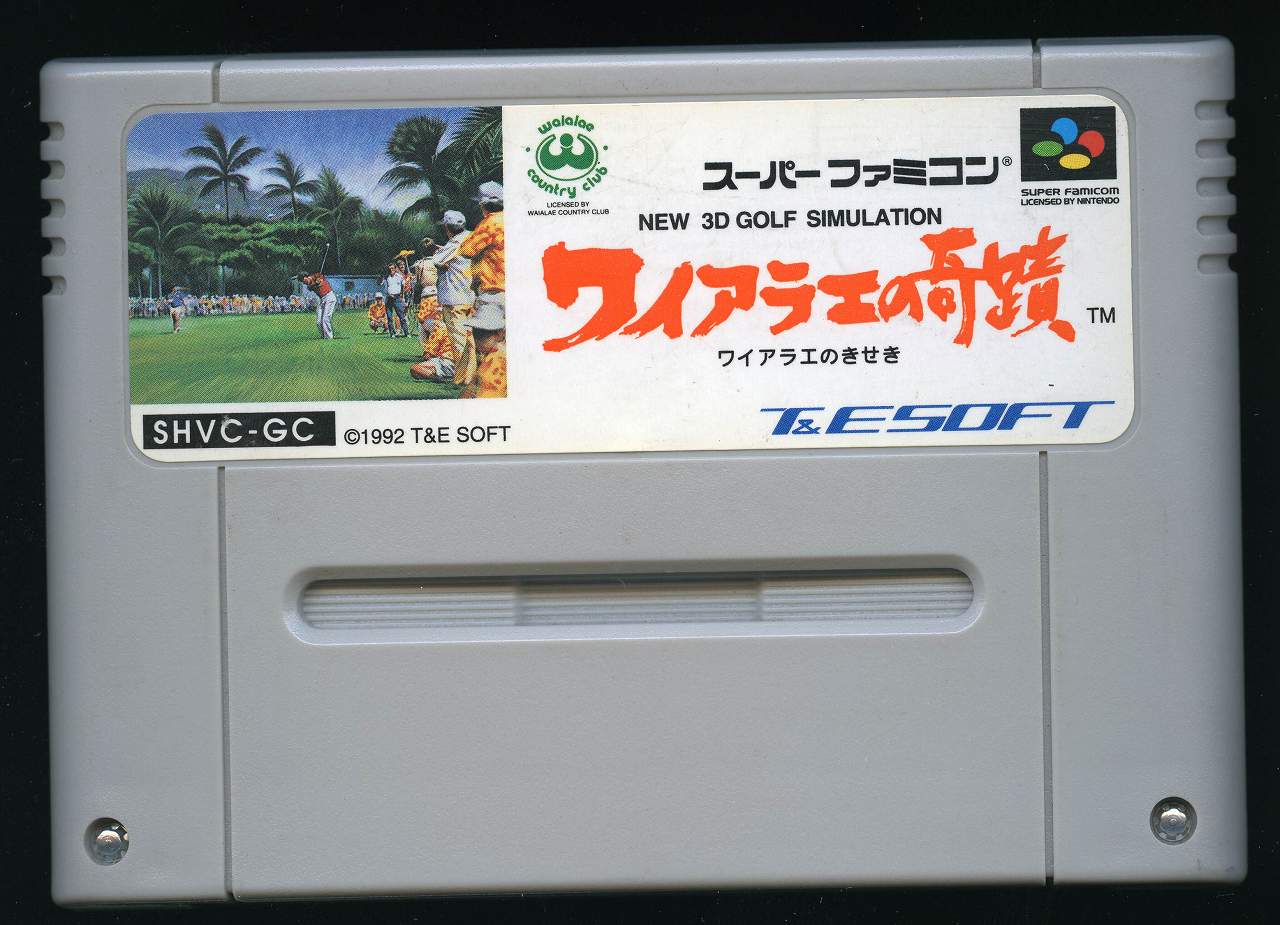 waialae
country club
LICENSED BY
WAIALAE COUNTRY CLUB
スーパーファミコン®
SUPER FAMICOM
LICENSED BY NINTENDO
NEW 3D GOLF SIMULATION
ワイアラエの奇蹟 TM
ワイアラエのきせき
SHVC-GC
©1992 T&E SOFT
T&E SOFT